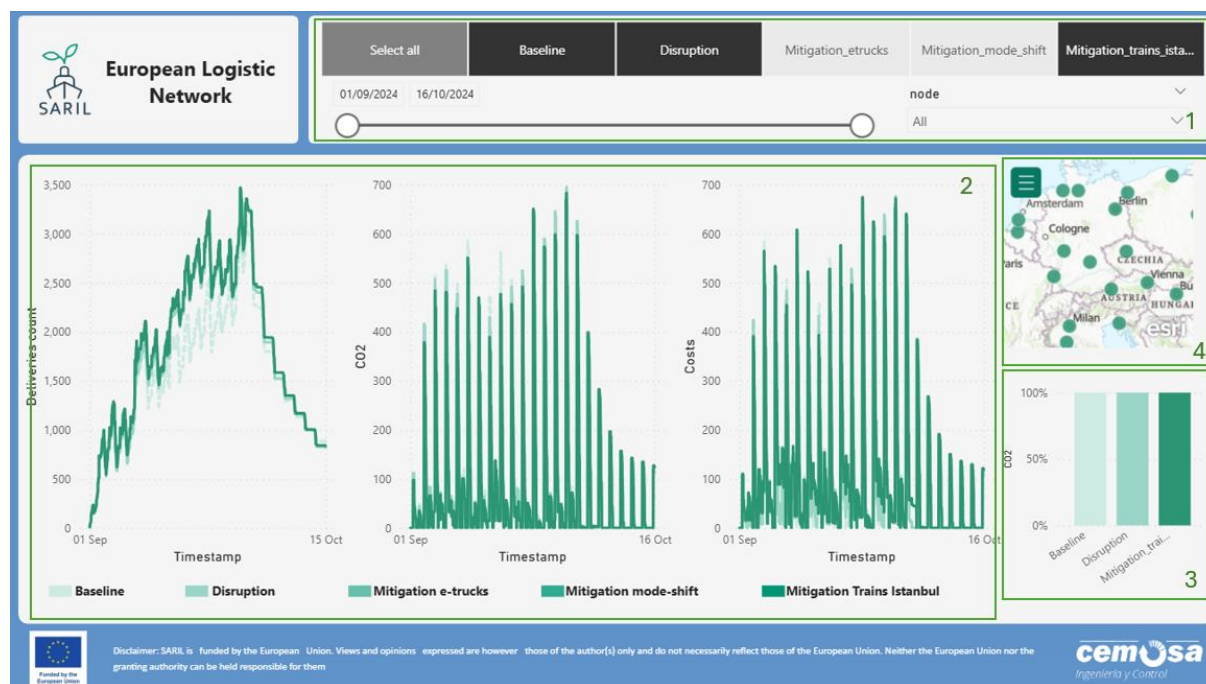 SARIL
European Logistic
Network
Select all
Baseline
Disruption
Mitigation_etrucks
Mitigation_mode_shift
Mitigation_trains_ista...
01/09/2024
16/10/2024
node
All
1
2
Deliveries count
3,500
3,000
2,500
2,000
1,500
1,000
500
0
01 Sep
15 Oct
Timestamp
CO2
700
600
500
400
300
200
100
0
01 Sep
16 Oct
Timestamp
Costs
700
600
500
400
300
200
100
0
01 Sep
16 Oct
Timestamp
Baseline
Disruption
Mitigation e-trucks
Mitigation mode-shift
Mitigation Trains Istanbul
Amsterdam
Berlin
Cologne
aris
CZECHIA
Vienna
Bu
CE
AUSTRIA
HUNGAI
Milan
esri
4
CO2
100%
50%
0%
Baseline
Disruption
Mitigation_trai...
3
Funded by the
European Union
Disclaimer: SARIL is funded by the European Union. Views and opinions expressed are however those of the author(s) only and do not necessarily reflect those of the European Union. Neither the European Union nor the
granting authority can be held responsible for them
cemosa
Ingeniería y Control